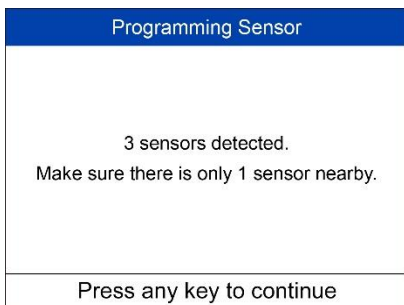 Programming Sensor
3 sensors detected.
Make sure there is only 1 sensor nearby.
Press any key to continue